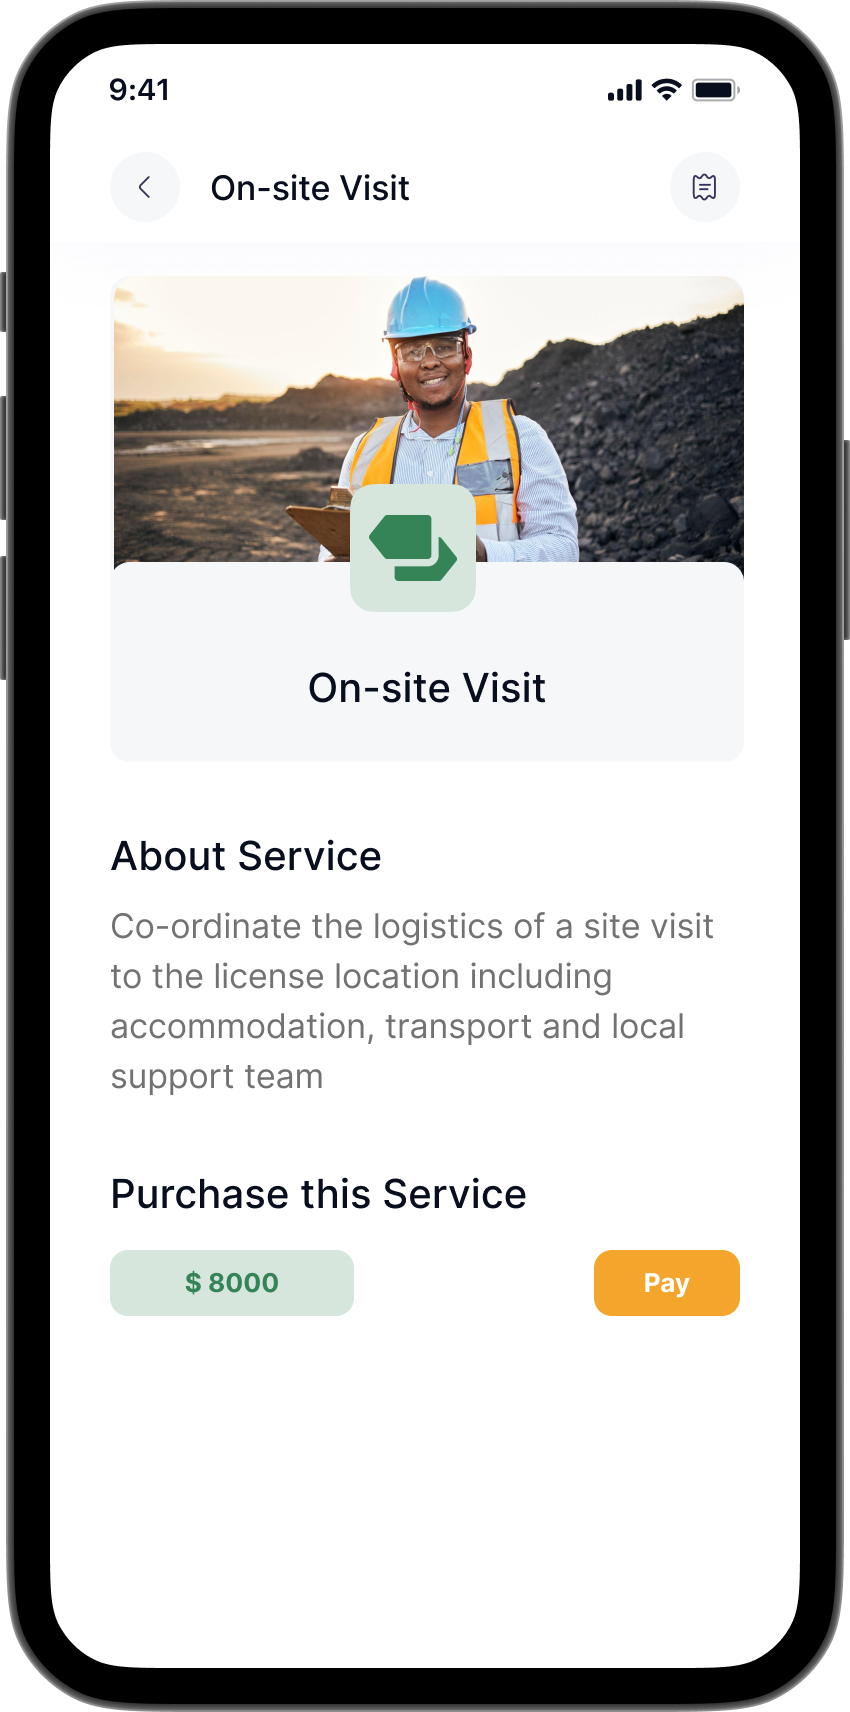 9:41
On-site Visit
On-site Visit
About Service
Co-ordinate the logistics of a site visit
to the license location including
accommodation, transport and local
support team
Purchase this Service
$ 8000
Pay